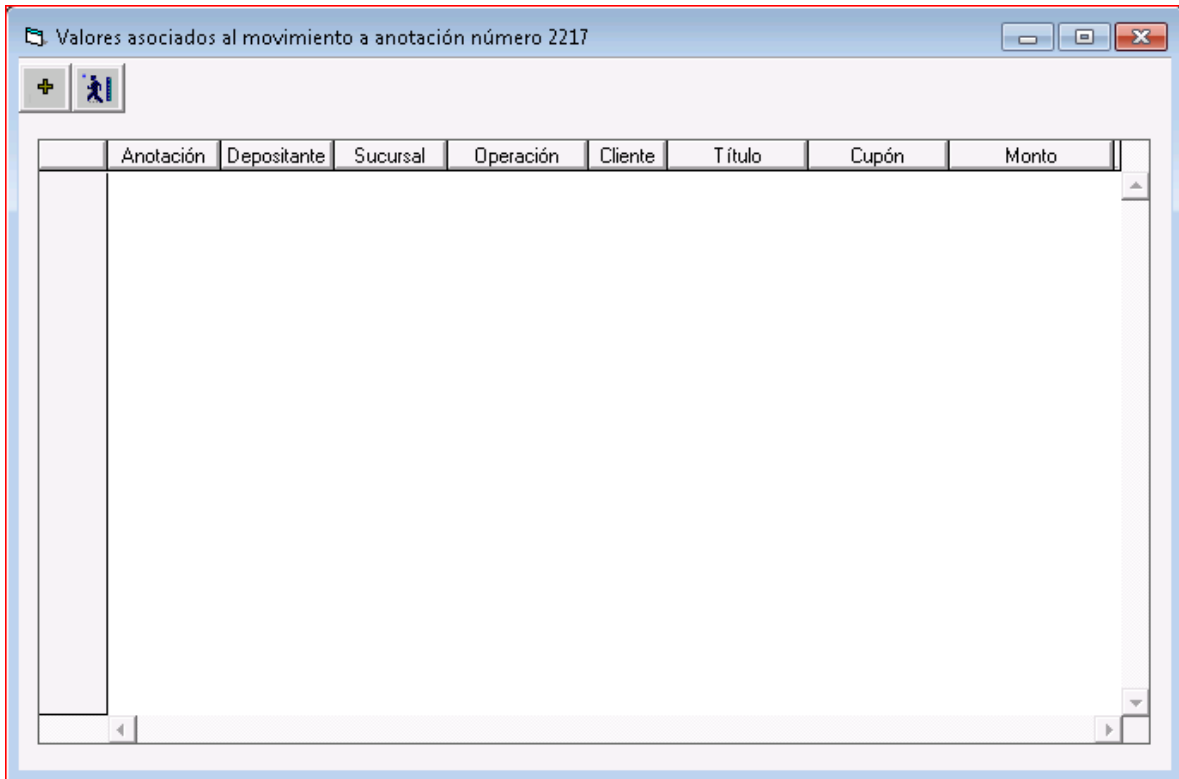 Valores asociados al movimiento a anotación número 2217
Anotación Depositante Sucursal Operación Cliente Título Cupón Monto